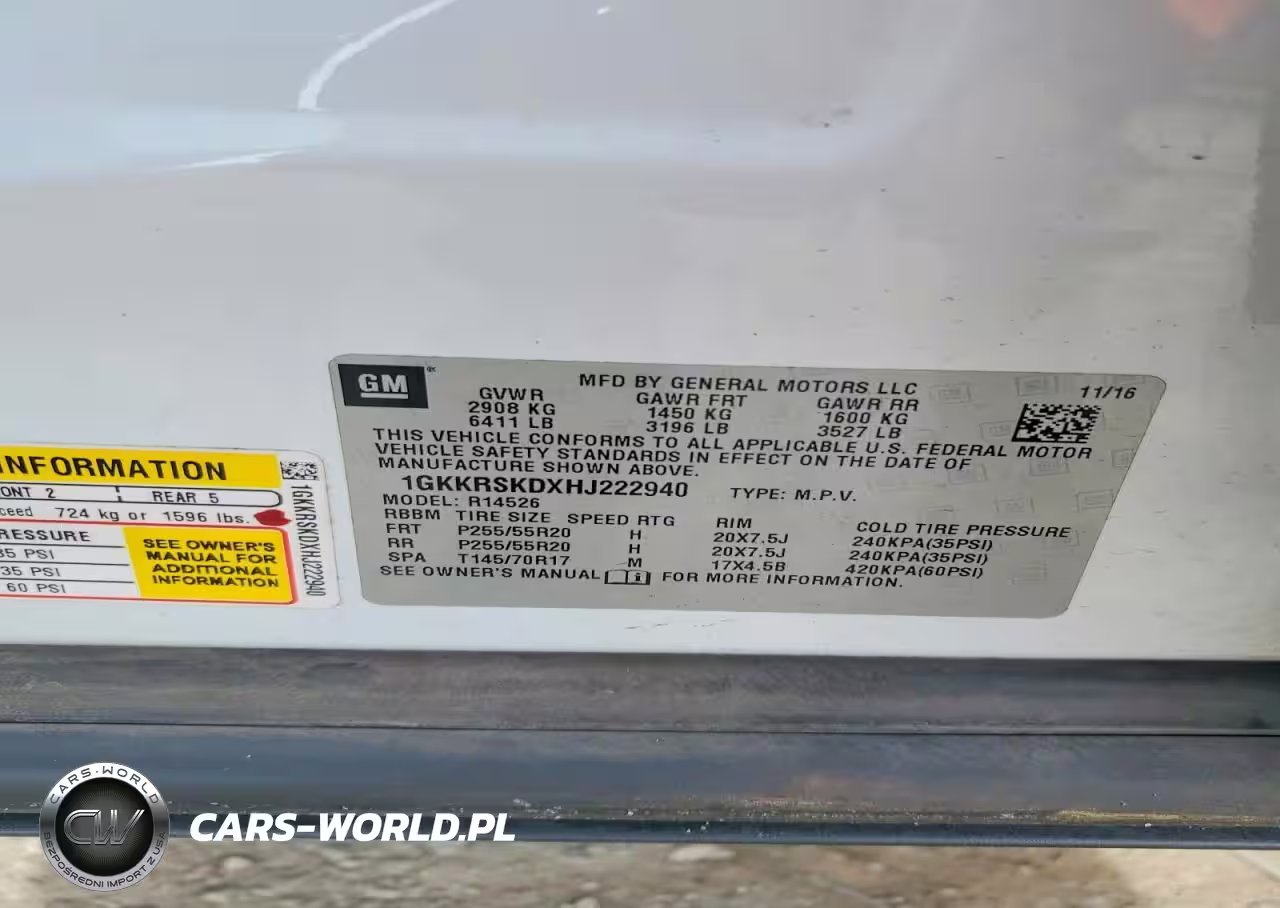 GM
MFD BY GENERAL MOTORS LLC
11/16
GVWR GAWR FRT GAWR RR
2908 KG 1450 KG 1600 KG
6411 LB 3196 LB 3527 LB
THIS VEHICLE CONFORMS TO ALL APPLICABLE U.S. FEDERAL MOTOR
VEHICLE SAFETY STANDARDS IN EFFECT ON THE DATE OF
MANUFACTURE SHOWN ABOVE.
1GKKRSKDXHJ222940 TYPE: M.P.V.
MODEL: R14526
RBBM TIRE SIZE SPEED RTG RIM COLD TIRE PRESSURE
FRT P255/55R20 H 20X7.5J 240KPA(35PSI)
RR P255/55R20 H 20X7.5J 240KPA(35PSI)
SPA T145/70R17 M 17X4.5B 420KPA(60PSI)
SEE OWNER'S MANUAL FOR MORE INFORMATION.
INFORMATION
ONT 2 REAR 5
ceed 724 kg or 1596 lbs.
RESSURE
35 PSI
35 PSI
60 PSI
SEE OWNER'S
MANUAL FOR
ADDITIONAL
INFORMATION
1GKKRSKDXHJ222940
CARS-WORLD
CW
BEZPOŚREDNI IMPORT Z USA
CARS-WORLD.PL